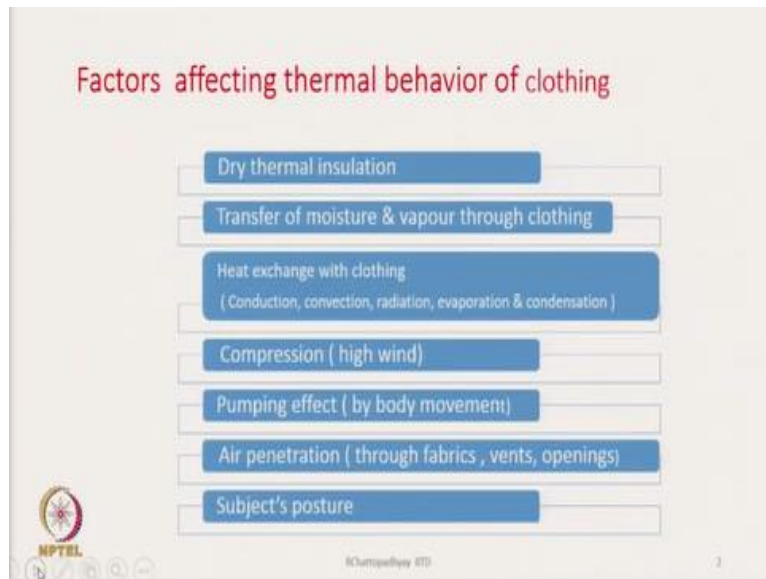 Factors affecting thermal behavior of clothing
Dry thermal insulation
Transfer of moisture & vapour through clothing
Heat exchange with clothing
( Conduction, convection, radiation, evaporation & condensation )
Compression ( high wind)
Pumping effect ( by body movement)
Air penetration ( through fabrics , vents, openings)
Subject's posture
NPTEL
RChattopadhyay IITD
2